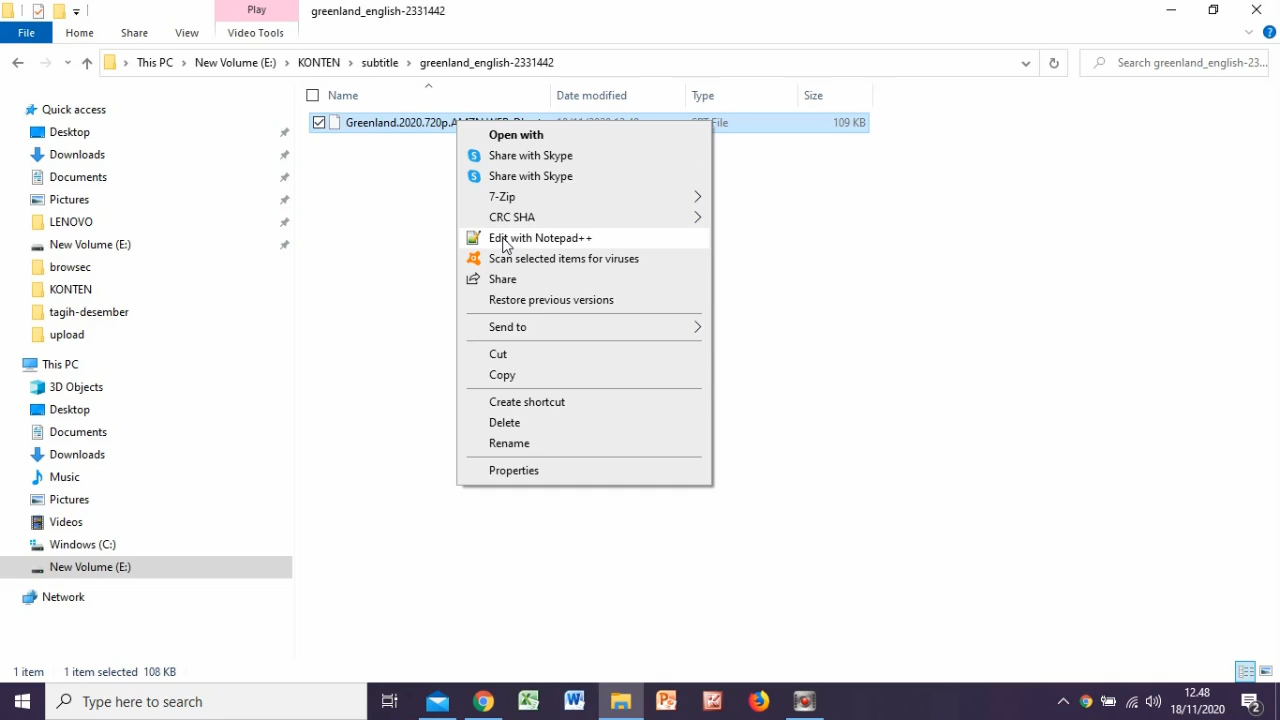 Play
greenland_english-2331442
File
Home
Share
View
Video Tools
This PC
New Volume (E:)
KONTEN
subtitle
greenland_english-2331442
Search greenland_english-23...
Name
Date modified
Type
Size
Quick access
Desktop
Downloads
Documents
Pictures
LENOVO
New Volume (E:)
browsec
KONTEN
tagih-desember
upload
This PC
3D Objects
Desktop
Documents
Downloads
Music
Pictures
Videos
Windows (C:)
New Volume (E:)
Network
Greenland.2020.720p.
File
109 KB
Open with
Share with Skype
Share with Skype
7-Zip
CRC SHA
Edit with Notepad++
Scan selected items for viruses
Share
Restore previous versions
Send to
Cut
Copy
Create shortcut
Delete
Rename
Properties
1 item
1 item selected 108 KB
Type here to search
12.48
18/11/2020
2